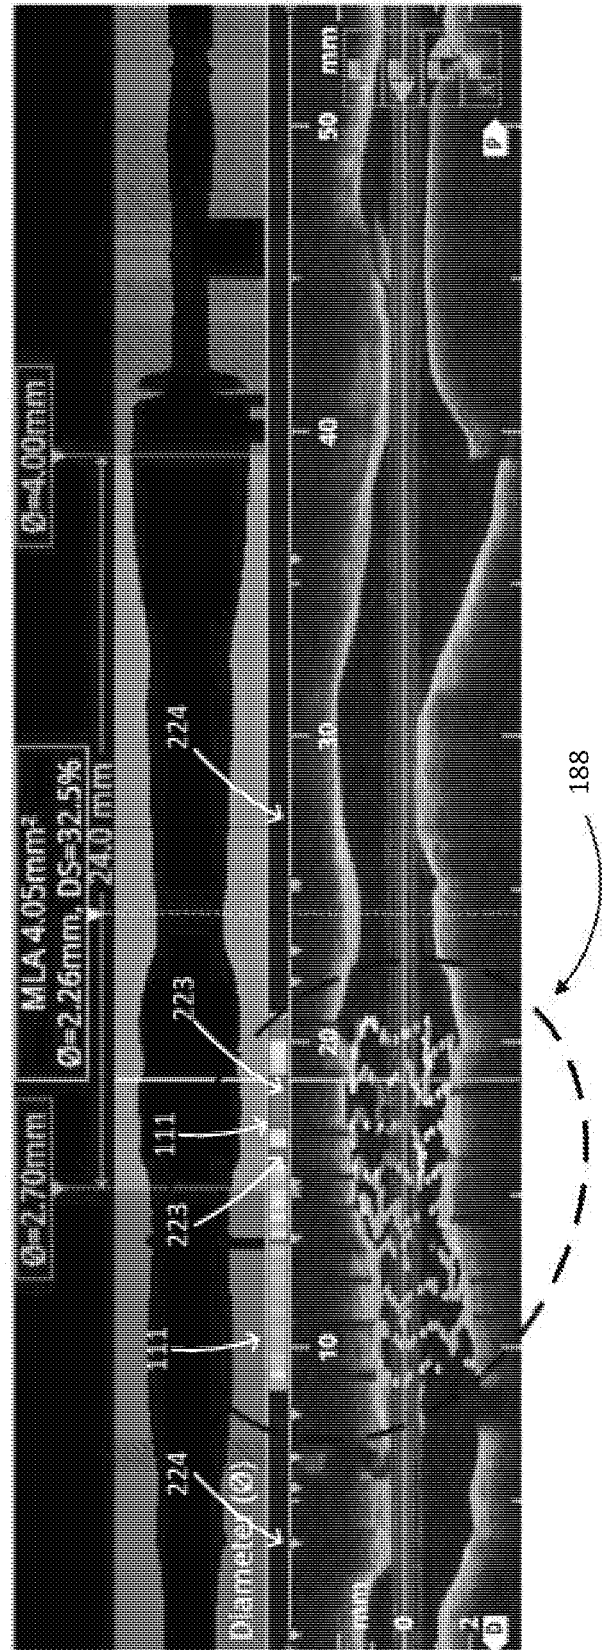 MLA 4.05mm²
Ø=2.26mm, DS=32.5%
Ø=2.70mm
24.0 mm
Ø=4.00mm
224
111
223
111
223
224
Diameter (Ø)
10
20
30
40
50
mm
mm
0
2
D
P
188